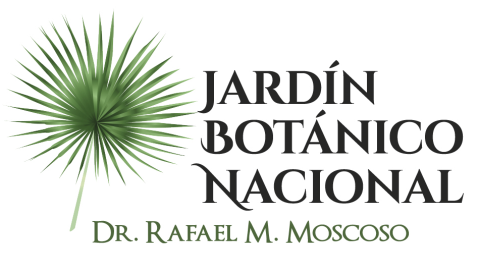 Jardín
Botánico
Nacional
Dr. Rafael M. Moscoso